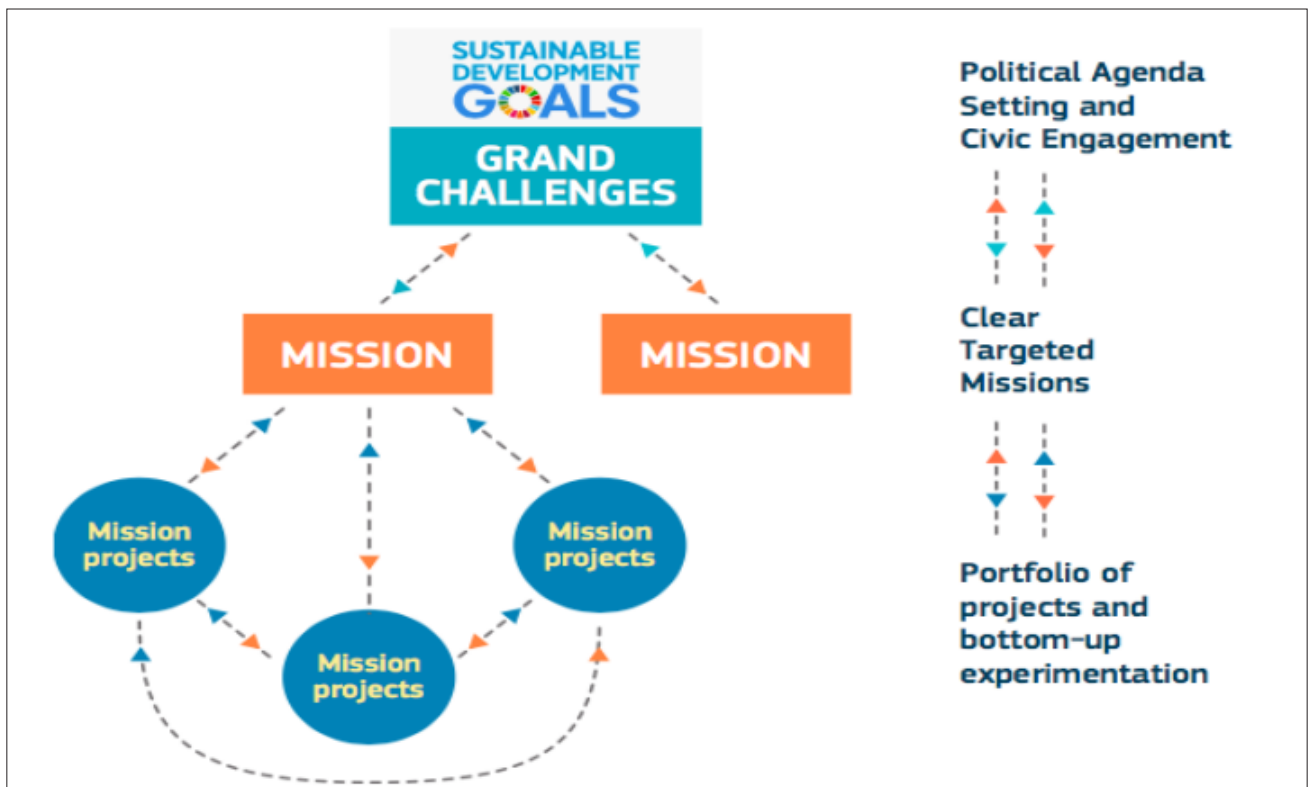 SUSTAINABLE
DEVELOPMENT
GOALS
GRAND
CHALLENGES
MISSION
MISSION
Mission
projects
Mission
projects
Mission
projects
Political Agenda
Setting and
Civic Engagement
Clear
Targeted
Missions
Portfolio of
projects and
bottom-up
experimentation